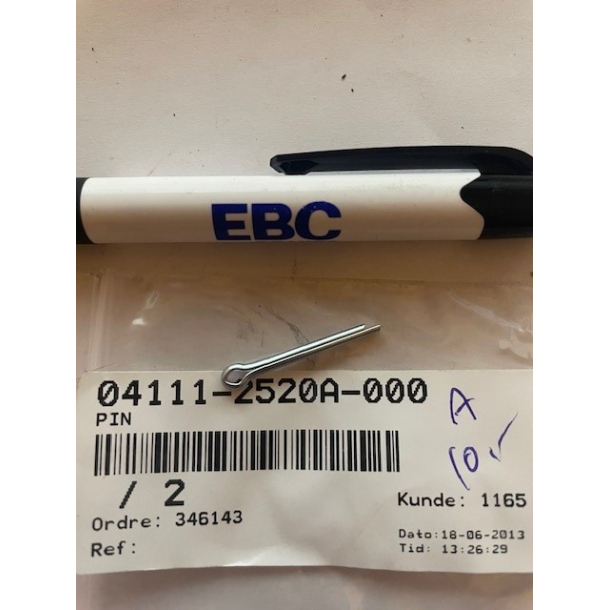 EBC
04111-2520A-000
PIN
A
10,-
/ 2
Kunde: 1165
Ordre: 346143
Dato:18-06-2013
Ref:
Tid: 13:26:29